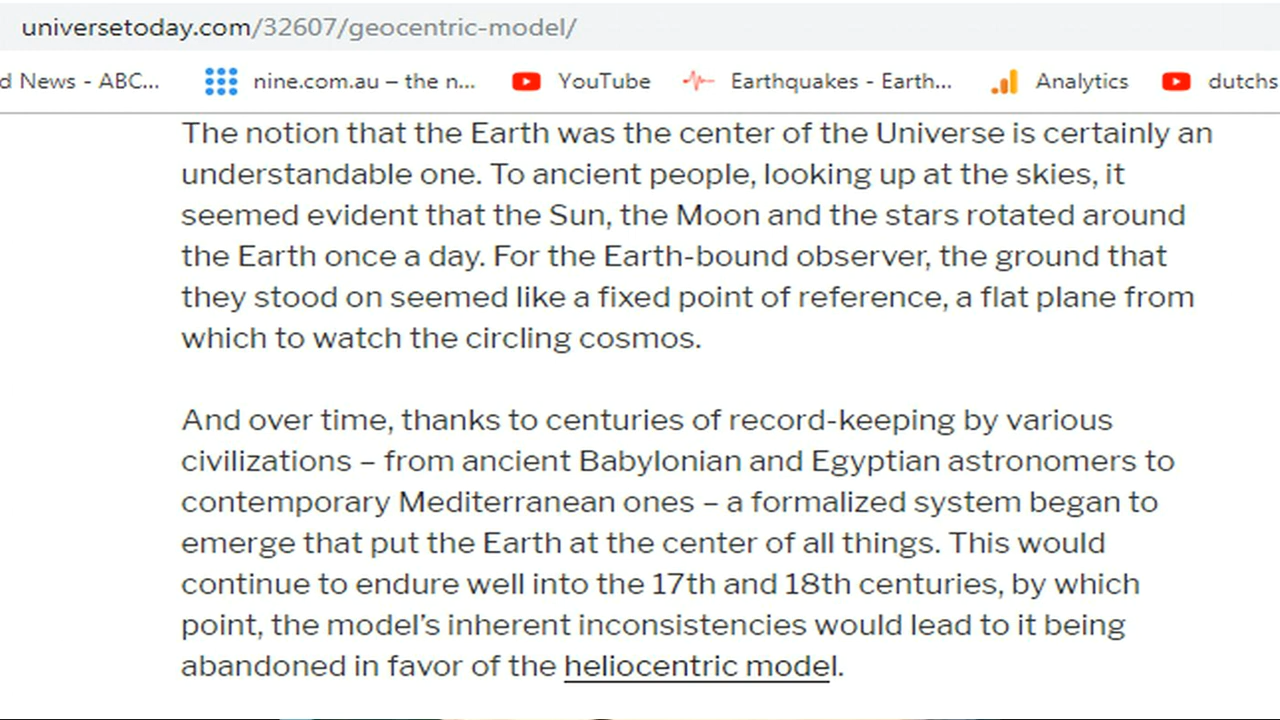 universetoday.com/32607/geocentric-model/
d News - ABC... nine.com.au – the n... YouTube Earthquakes - Earth... Analytics dutchs
The notion that the Earth was the center of the Universe is certainly an
understandable one. To ancient people, looking up at the skies, it
seemed evident that the Sun, the Moon and the stars rotated around
the Earth once a day. For the Earth-bound observer, the ground that
they stood on seemed like a fixed point of reference, a flat plane from
which to watch the circling cosmos.
And over time, thanks to centuries of record-keeping by various
civilizations – from ancient Babylonian and Egyptian astronomers to
contemporary Mediterranean ones – a formalized system began to
emerge that put the Earth at the center of all things. This would
continue to endure well into the 17th and 18th centuries, by which
point, the model’s inherent inconsistencies would lead to it being
abandoned in favor of the heliocentric model.